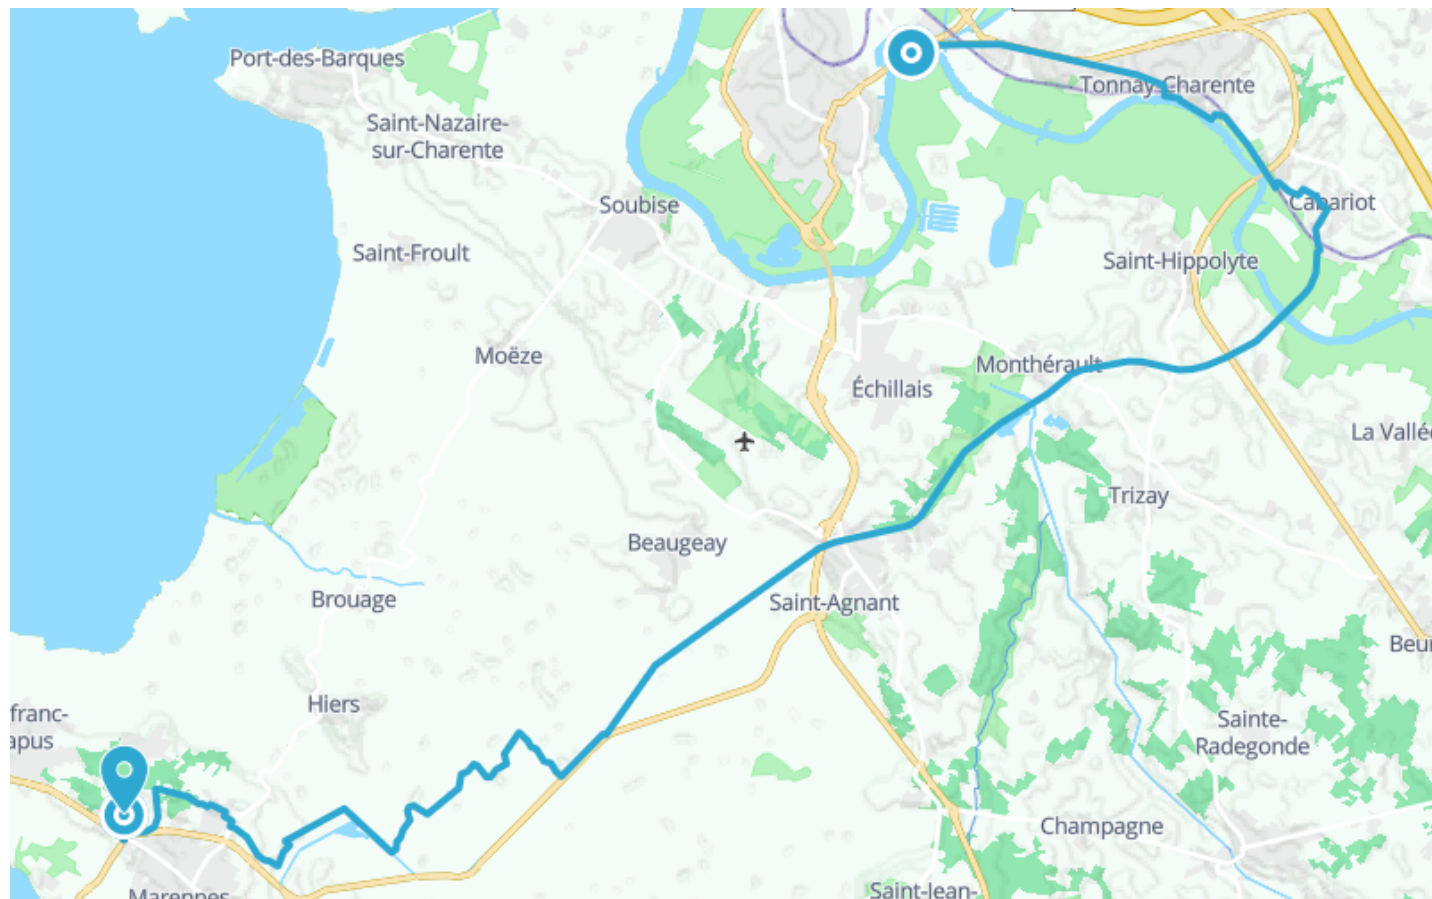 Port-des-Barques
Tonnay-Charente
Saint-Nazaire-
sur-Charente
Soubise
Cabariot
Saint-Froult
Saint-Hippolyte
Moëze
Monthérault
Échillais
La Vallée
Trizay
Beaugeay
Brouage
Saint-Agnant
Beur
Hiers
franc-
apus
Sainte-
Radegonde
Champagne
Marennes
Saint-Jean-